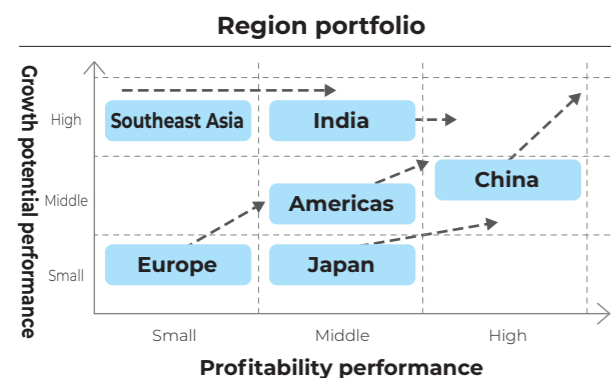 Region portfolio
Growth potential performance
High
Middle
Small
Southeast Asia
India
China
Americas
Europe
Japan
Small
Middle
High
Profitability performance